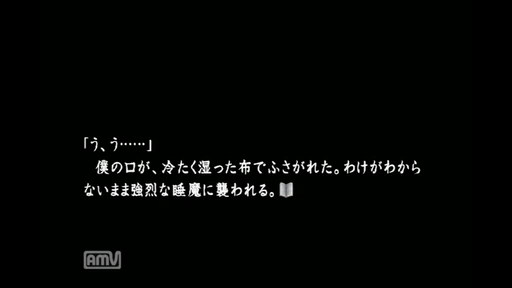 「う、う……」
　僕の口が、冷たく湿った布でふさがれた。わけがわから
ないまま強烈な睡魔に襲われる。
AMV